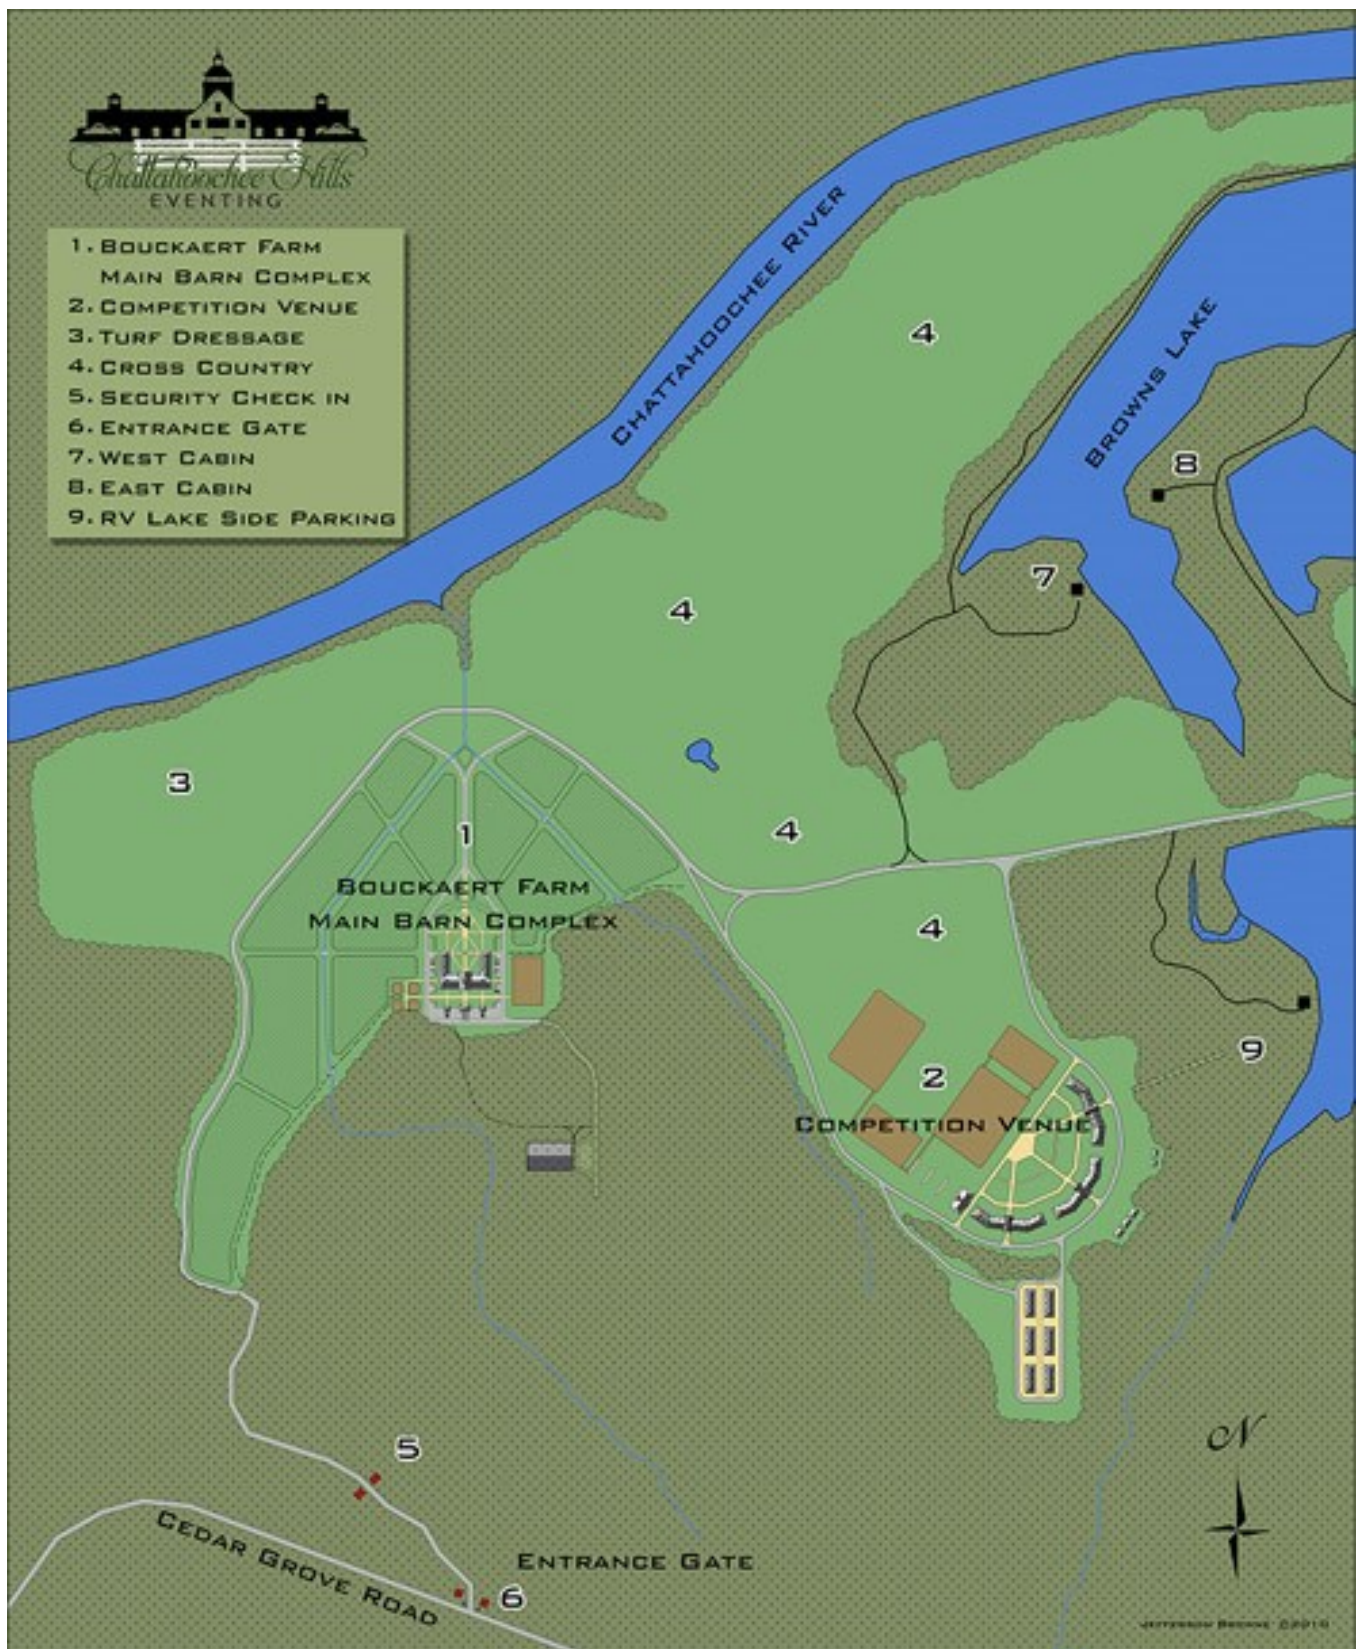 Chattahoochee Hills
EVENTING
1. BOUCKAERT FARM
MAIN BARN COMPLEX
2. COMPETITION VENUE
3. TURF DRESSAGE
4. CROSS COUNTRY
5. SECURITY CHECK IN
6. ENTRANCE GATE
7. WEST CABIN
8. EAST CABIN
9. RV LAKE SIDE PARKING
CHATTAHOOCHEE RIVER
4
BROWNS LAKE
8
7
4
3
4
1
BOUCKAERT FARM
MAIN BARN COMPLEX
4
9
2
COMPETITION VENUE
N
5
CEDAR GROVE ROAD
ENTRANCE GATE
6
JEFFERSON BROWNE ©2010